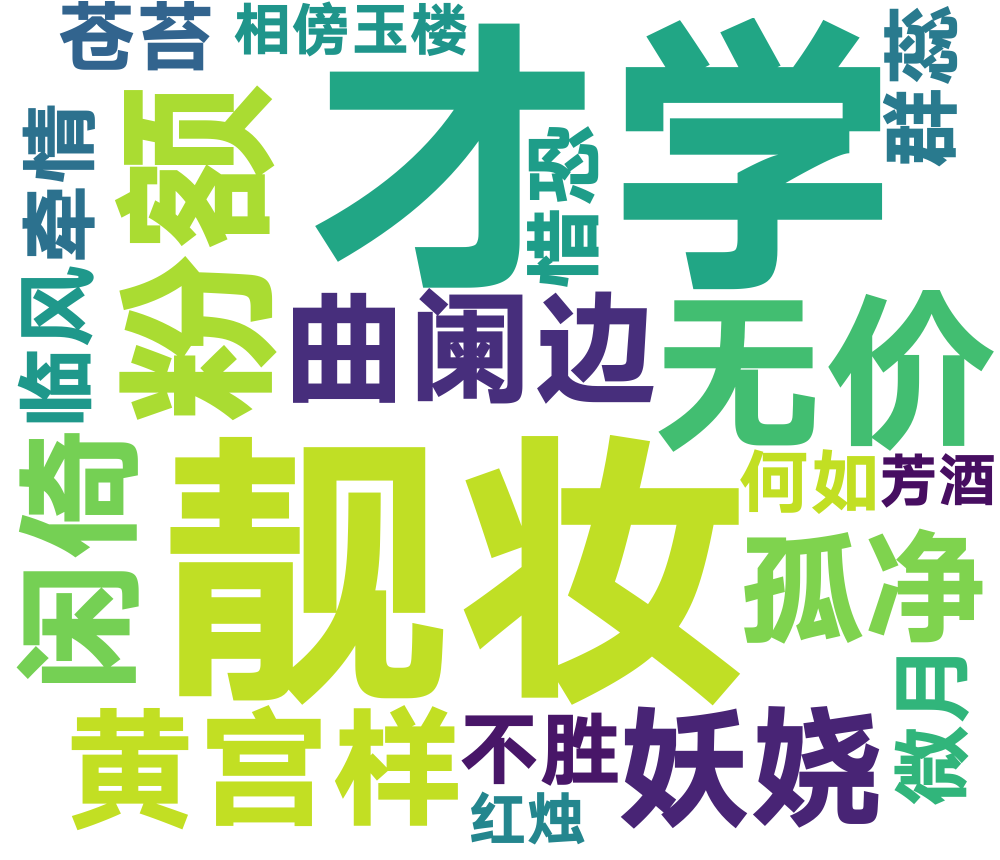 苍苔
相傍玉楼
才学
群蕊
牵情
粉额
惜恐
临风
曲阑边
无价
闲倚
靓妆
何如
芳酒
孤净
微月
黄宫样
不胜
妖娆
红烛